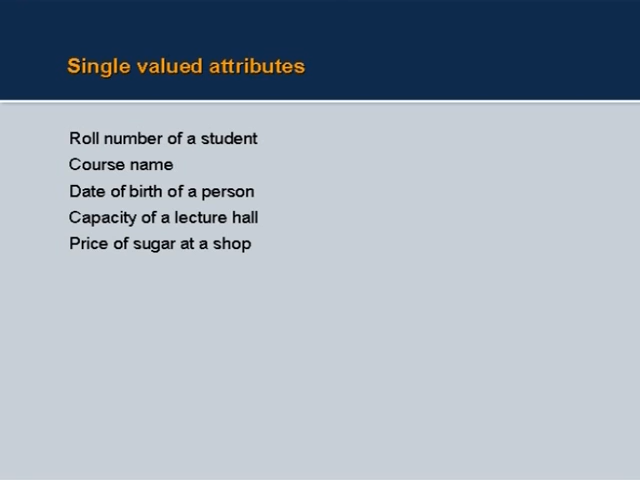 Single valued attributes
Roll number of a student
Course name
Date of birth of a person
Capacity of a lecture hall
Price of sugar at a shop